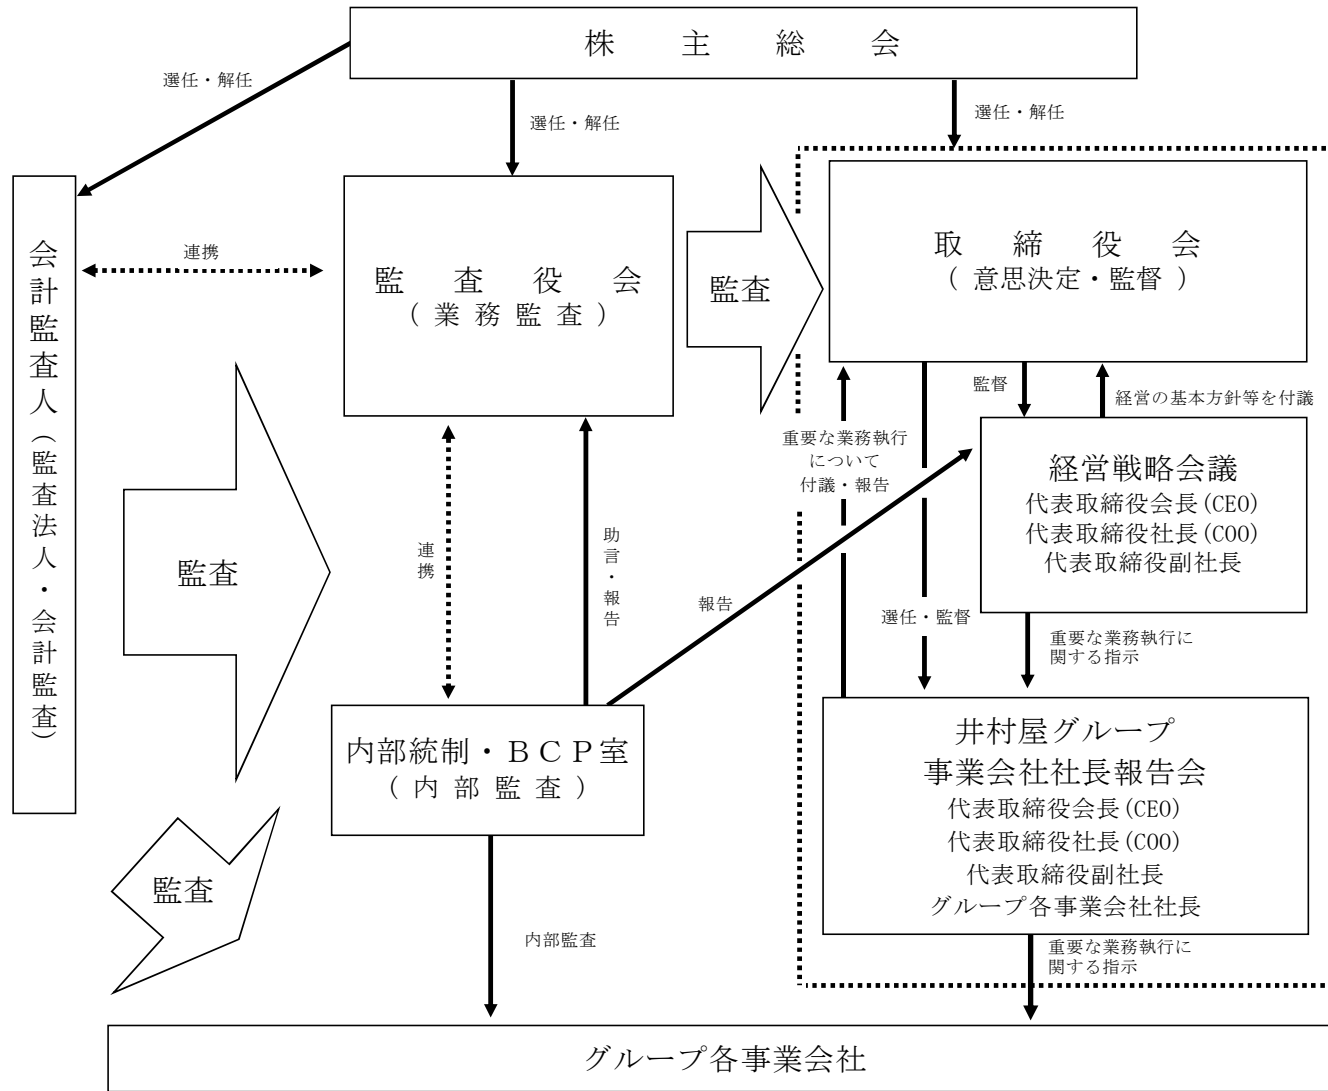 株主総会
選任・解任
選任・解任
選任・解任
会計監査人(監査法人・会計監査)
連携
監査役会
(業務監査)
監査
取締役会
(意思決定・監督)
監督
経営の基本方針等を付議
重要な業務執行
について
付議・報告
経営戦略会議
代表取締役会長(CEO)
代表取締役社長(COO)
代表取締役副社長
監査
連携
助言・報告
報告
選任・監督
重要な業務執行に
関する指示
内部統制・BCP室
(内部監査)
井村屋グループ
事業会社社長報告会
代表取締役会長(CEO)
代表取締役社長(COO)
代表取締役副社長
グループ各事業会社社長
監査
内部監査
重要な業務執行に
関する指示
グループ各事業会社